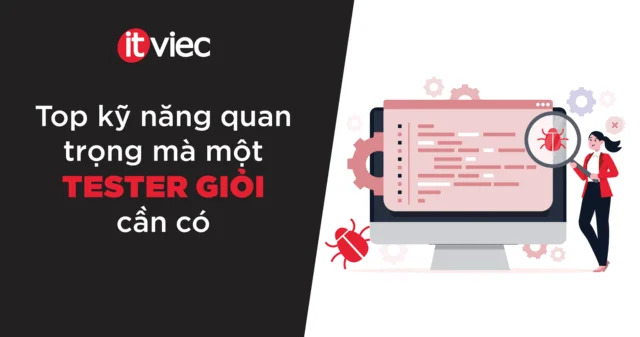 itviec
Top kỹ năng quan
trọng mà một
TESTER GIỎI
cần có